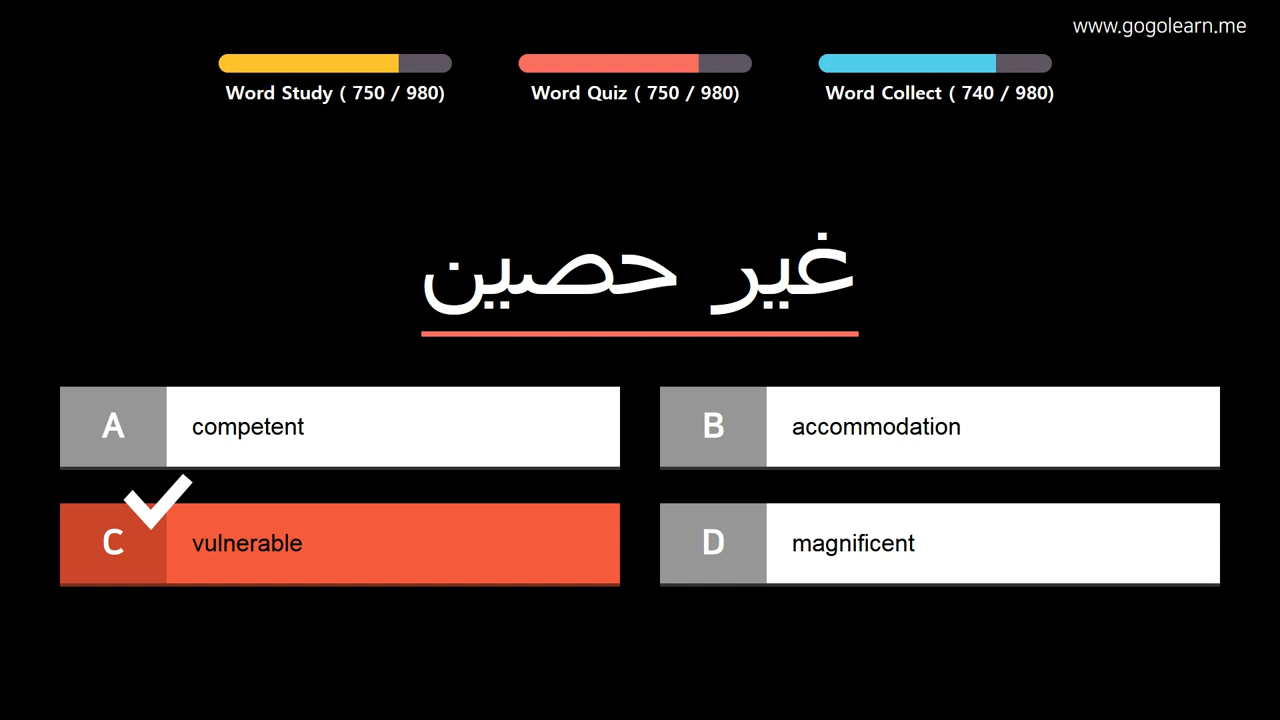 www.gogolearn.me
Word Study ( 750 / 980)
Word Quiz ( 750 / 980)
Word Collect ( 740 / 980)
غير حصين
A competent
B accommodation
C vulnerable
D magnificent